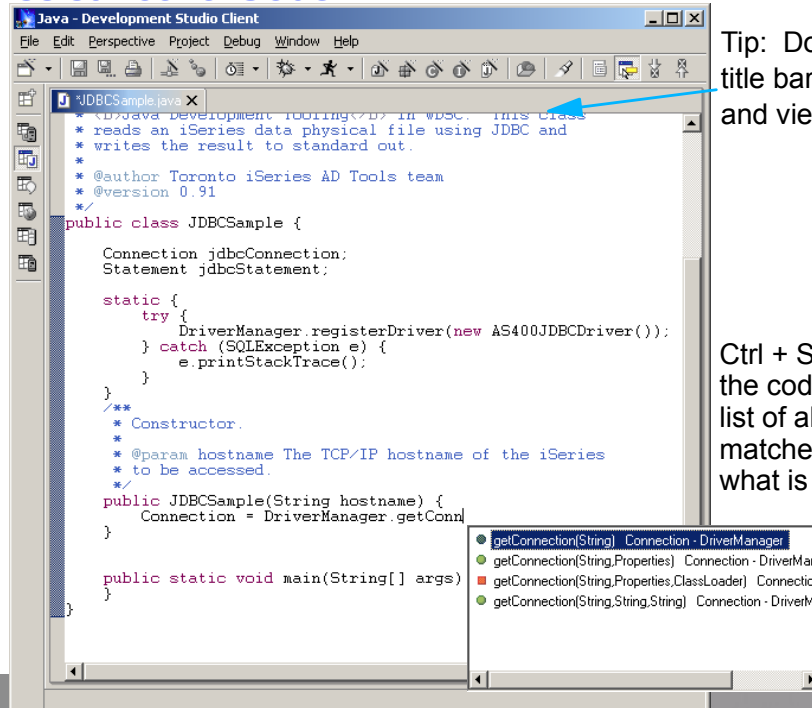 Java - Development Studio Client
File Edit Perspective Project Debug Window Help
*JDBCSample.java
* <b>Java Development Tooling</b> in WDSC. This class
* reads an iSeries data physical file using JDBC and
* writes the result to standard out.
*
* @author Toronto iSeries AD Tools team
* @version 0.91
*/
public class JDBCSample {
Connection jdbcConnection;
Statement jdbcStatement;
static {
try {
DriverManager.registerDriver(new AS400JDBCDriver());
} catch (SQLException e) {
e.printStackTrace();
}
}
/**
* Constructor.
*
* @param hostname The TCP/IP hostname of the iSeries
* to be accessed.
*/
public JDBCSample(String hostname) {
Connection = DriverManager.getConn
}
public static void main(String[] args)
}
}
getConnection(String) Connection - DriverManager
getConnection(String,Properties) Connection - DriverMa
getConnection(String,Properties,ClassLoader) Connectio
getConnection(String,String,String) Connection - DriverM
Tip: Do
title bar
and vie
Ctrl + S
the cod
list of al
matche
what is